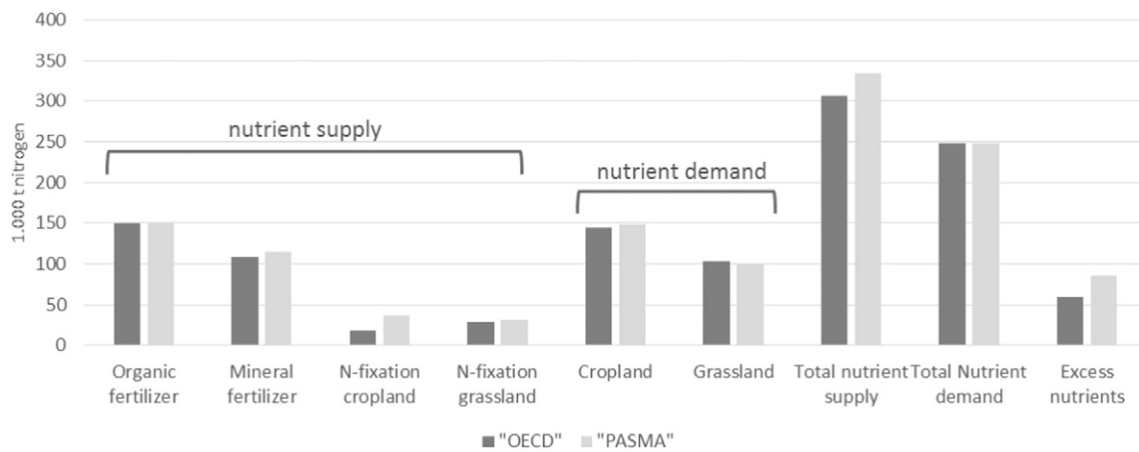 400
350
300
250
200
150
100
50
0
1.000 t nitrogen
nutrient supply
nutrient demand
Organic fertilizer
Mineral fertilizer
N-fixation cropland
N-fixation grassland
Cropland
Grassland
Total nutrient supply
Total Nutrient demand
Excess nutrients
"OECD"
"PASMA"